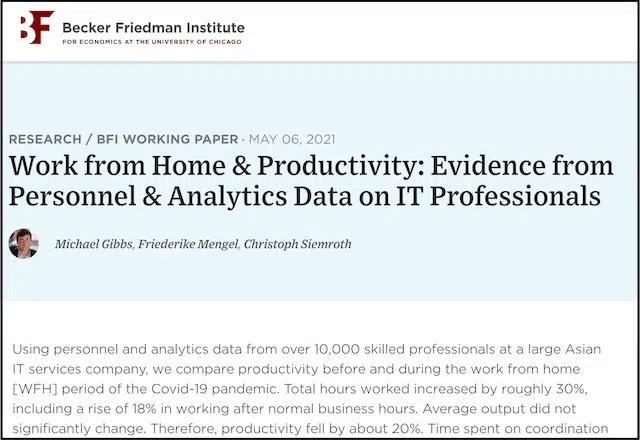 BF Becker Friedman Institute
FOR ECONOMICS AT THE UNIVERSITY OF CHICAGO
RESEARCH / BFI WORKING PAPER · MAY 06, 2021
Work from Home & Productivity: Evidence from
Personnel & Analytics Data on IT Professionals
Michael Gibbs, Friederike Mengel, Christoph Siemroth
Using personnel and analytics data from over 10,000 skilled professionals at a large Asian
IT services company, we compare productivity before and during the work from home
[WFH] period of the Covid-19 pandemic. Total hours worked increased by roughly 30%,
including a rise of 18% in working after normal business hours. Average output did not
significantly change. Therefore, productivity fell by about 20%. Time spent on coordination